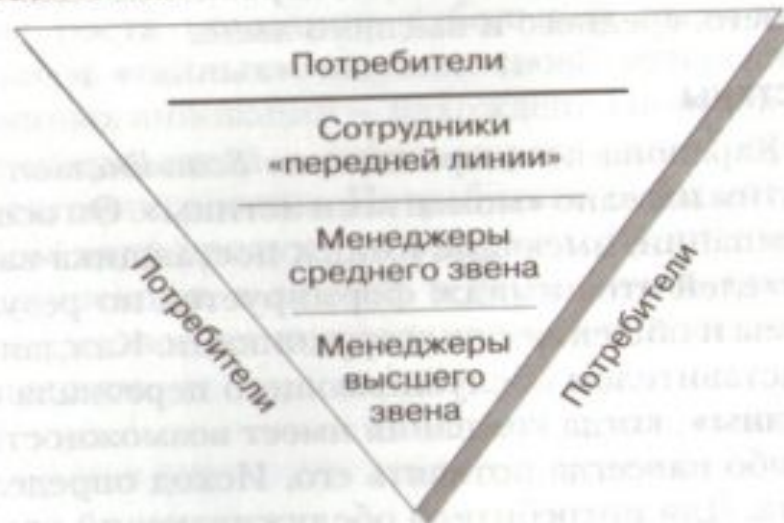 Потребители
Сотрудники
«передней линии»
Менеджеры
среднего звена
Менеджеры
высшего
звена
Потребители
Потребители